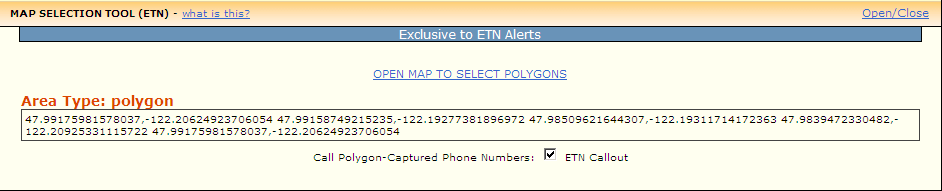 MAP SELECTION TOOL (ETN) - what is this? Open/Close
Exclusive to ETN Alerts
OPEN MAP TO SELECT POLYGONS
Area Type: polygon
47.99175981578037,-122.20624923706054 47.99158749215235,-122.19277381896972 47.98509621644307,-122.19311714172363 47.9839472330482,-
122.20925331115722 47.99175981578037,-122.20624923706054
Call Polygon-Captured Phone Numbers: ETN Callout